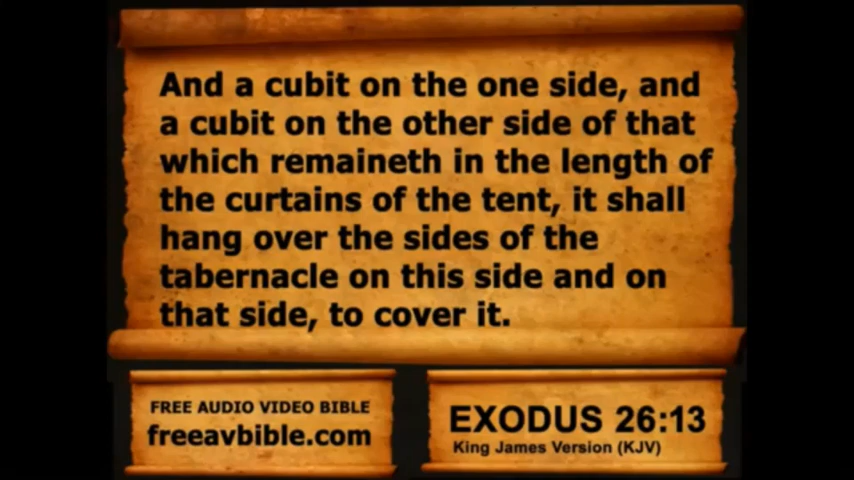 And a cubit on the one side, and
a cubit on the other side of that
which remaineth in the length of
the curtains of the tent, it shall
hang over the sides of the
tabernacle on this side and on
that side, to cover it.
FREE AUDIO VIDEO BIBLE
freeavbible.com
EXODUS 26:13
King James Version (KJV)